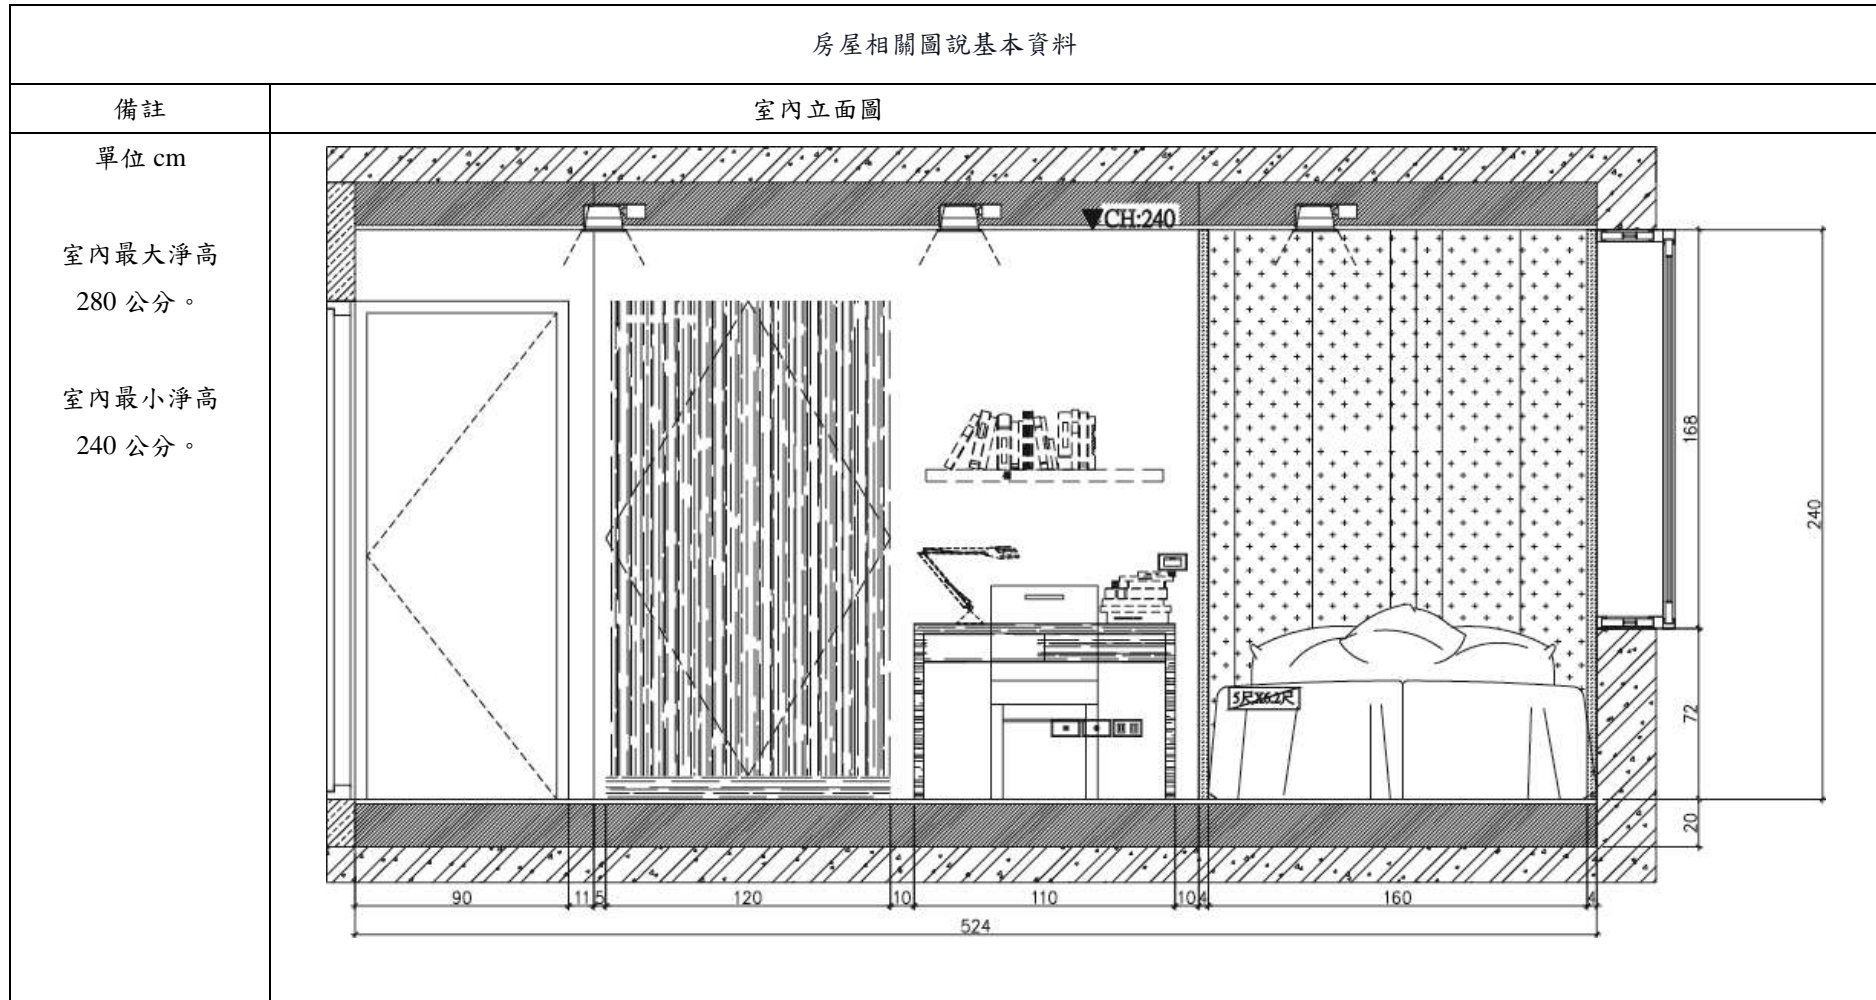 房屋相關圖說基本資料
備註
室內立面圖
單位 cm
室內最大淨高
280 公分。
室內最小淨高
240 公分。
CH:240
5尺X6.2尺
168
240
72
20
90
11
5
120
10
110
10
4
160
4
524